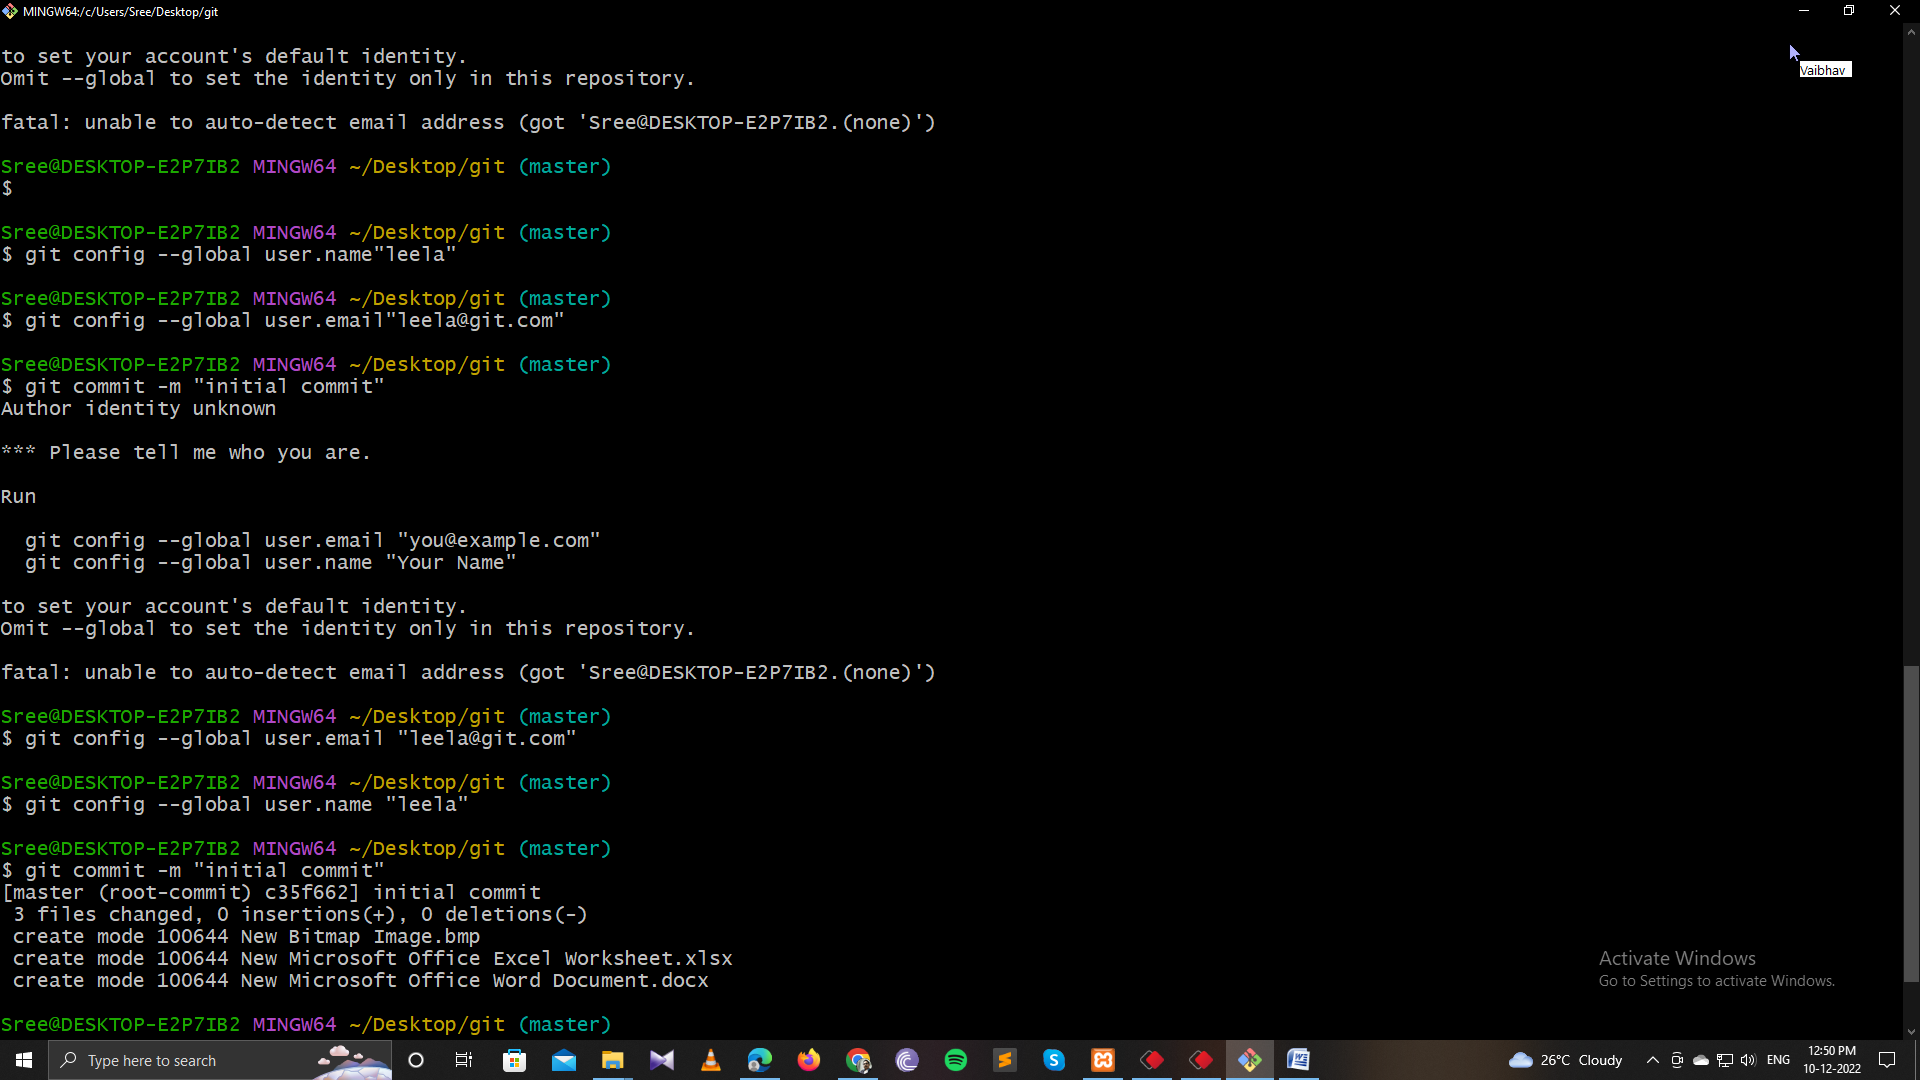 MINGW64:/c/Users/Sree/Desktop/git
to set your account's default identity.
Omit --global to set the identity only in this repository.
Vaibhav
fatal: unable to auto-detect email address (got 'Sree@DESKTOP-E2P7IB2.(none)')
Sree@DESKTOP-E2P7IB2 MINGW64 ~/Desktop/git (master)
$
Sree@DESKTOP-E2P7IB2 MINGW64 ~/Desktop/git (master)
$ git config --global user.name"leela"
Sree@DESKTOP-E2P7IB2 MINGW64 ~/Desktop/git (master)
$ git config --global user.email"leela@git.com"
Sree@DESKTOP-E2P7IB2 MINGW64 ~/Desktop/git (master)
$ git commit -m "initial commit"
Author identity unknown
*** Please tell me who you are.
Run
git config --global user.email "you@example.com"
git config --global user.name "Your Name"
to set your account's default identity.
Omit --global to set the identity only in this repository.
fatal: unable to auto-detect email address (got 'Sree@DESKTOP-E2P7IB2.(none)')
Sree@DESKTOP-E2P7IB2 MINGW64 ~/Desktop/git (master)
$ git config --global user.email "leela@git.com"
Sree@DESKTOP-E2P7IB2 MINGW64 ~/Desktop/git (master)
$ git config --global user.name "leela"
Sree@DESKTOP-E2P7IB2 MINGW64 ~/Desktop/git (master)
$ git commit -m "initial commit"
[master (root-commit) c35f662] initial commit
3 files changed, 0 insertions(+), 0 deletions(-)
create mode 100644 New Bitmap Image.bmp
create mode 100644 New Microsoft Office Excel Worksheet.xlsx
create mode 100644 New Microsoft Office Word Document.docx
Activate Windows
Go to Settings to activate Windows.
Sree@DESKTOP-E2P7IB2 MINGW64 ~/Desktop/git (master)
Type here to search
26°C Cloudy
ENG
12:50 PM
10-12-2022